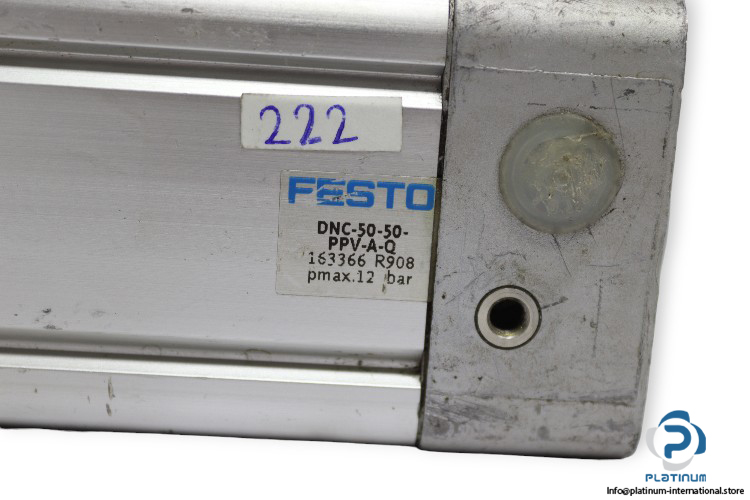 222
FESTO
DNC-50-50-
PPV-A-Q
163366 R908
pmax.12 bar
PLATINUM
Info@platinum-international.store